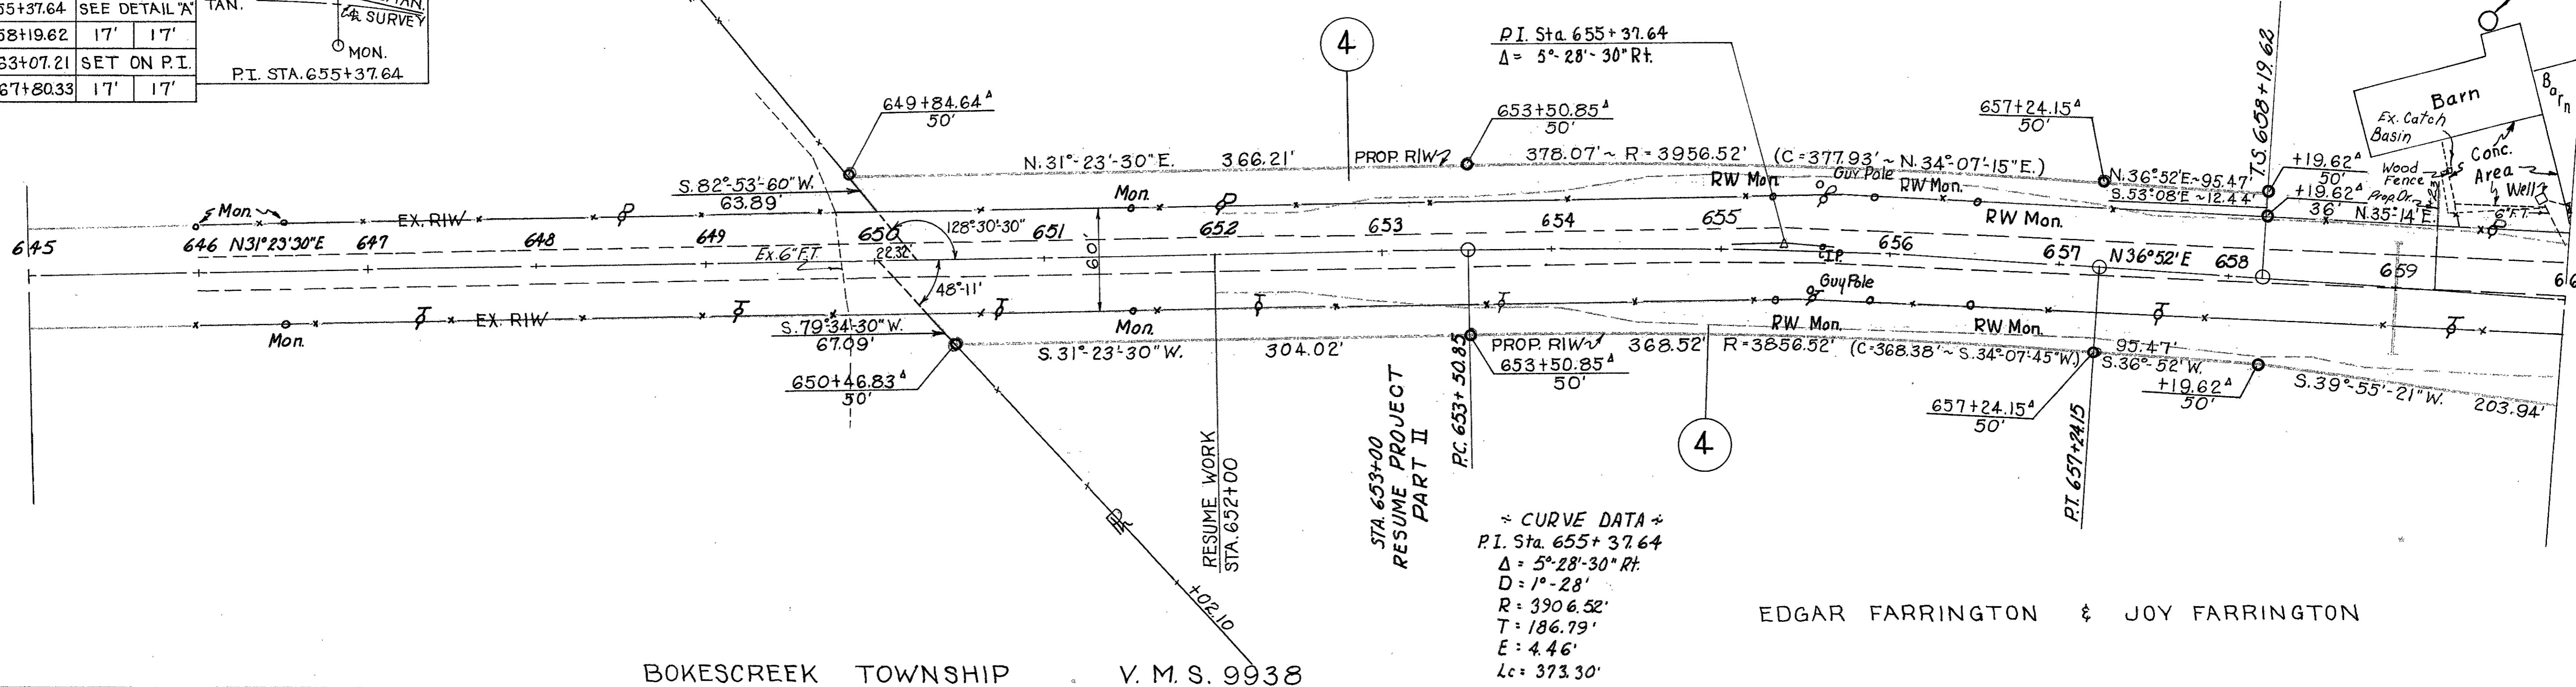 55+37.64 SEE DETAIL "A"
58+19.62 17' 17'
63+07.21 SET ON P.I.
67+80.33 17' 17'
TAN.
TAN.
℄ SURVEY
MON.
P.I. STA. 655+37.64
4
P.I. Sta. 655+37.64
Δ = 5°-28'-30" Rt.
649+84.64 Δ
50'
653+50.85 Δ
50'
657+24.15 Δ
50'
T.S. 658+19.62
Barn
Barn
Ex. Catch
Basin
Conc.
Area
Well
Wood
Fence
Prop. Dr.
6" F.T.
N. 31°-23'-30" E. 366.21'
PROP. R/W
378.07' ~ R = 3956.52' (C = 377.93' ~ N. 34°-07'-15" E.)
N. 36°52' E ~ 95.47'
S. 53°08' E ~ 12.44'
+19.62 Δ
50'
+19.62 Δ
36'
N. 35°14' E.
S. 82°-53'-60" W.
63.89'
Mon.
EX. R/W
Mon.
RW Mon.
Guy Pole
RW Mon.
RW Mon.
645 646 N31°23'30"E 647 648 649 650 651 652 653 654 655 656 657 N36°52'E 658 659 66
128°30'-30"
22.32'
Ex. 6" F.T.
60'
I.P.
48°-11'
Guy Pole
Mon.
EX. R/W
Mon.
RW Mon.
RW Mon.
S. 79°-34'-30" W.
67.09'
S. 31°-23'-30" W. 304.02'
PROP. R/W 368.52' R = 3856.52' (C = 368.38' ~ S. 34°-07'-45" W.)
95.47'
S. 36°-52' W.
S. 39°-55'-21" W. 203.94'
650+46.83 Δ
50'
653+50.85 Δ
50'
657+24.15 Δ
50'
+19.62 Δ
50'
RESUME WORK
STA. 652+00
STA. 653+00
RESUME PROJECT
PART II
P.C. 653+50.85
4
P.T. 657+24.15
+02.10
÷ CURVE DATA ÷
P.I. Sta. 655+37.64
Δ = 5°-28'-30" Rt.
D = 1°-28'
R = 3906.52'
T = 186.79'
E = 4.46'
Lc = 373.30'
EDGAR FARRINGTON & JOY FARRINGTON
BOKESCREEK TOWNSHIP V. M. S. 9938